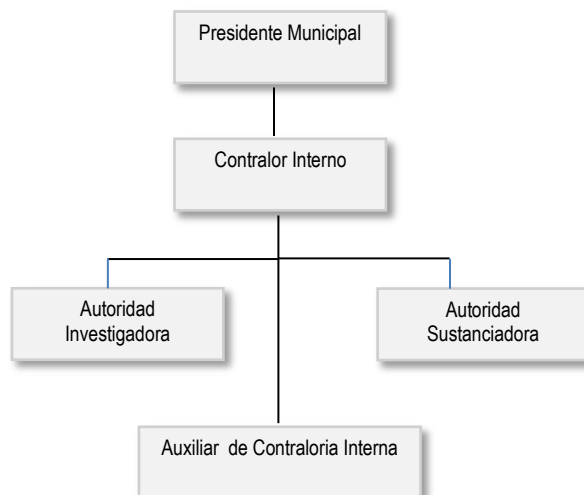 Presidente Municipal
Contralor Interno
Autoridad
Investigadora
Autoridad
Sustanciadora
Auxiliar de Contraloria Interna